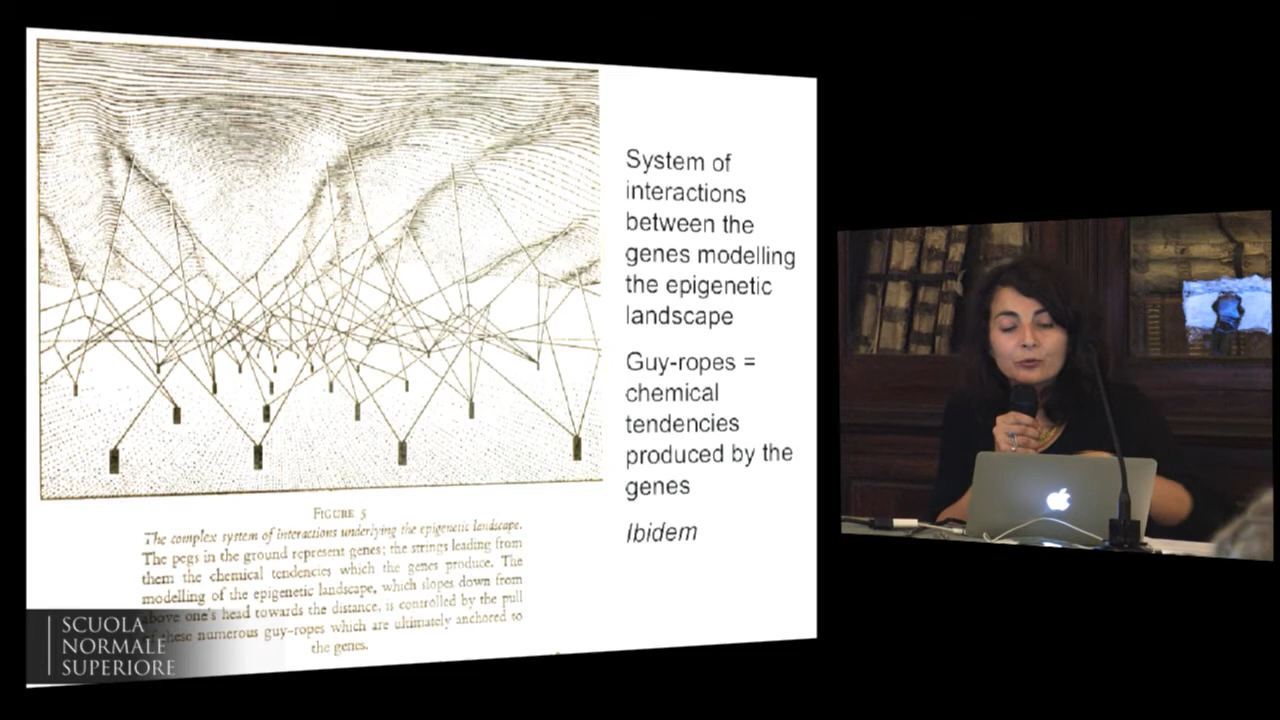 System of
interactions
between the
genes modelling
the epigenetic
landscape
Guy-ropes =
chemical
tendencies
produced by the
genes
Ibidem
FIGURE 5
The complex system of interactions underlying the epigenetic landscape.
The pegs in the ground represent genes; the strings leading from
them the chemical tendencies which the genes produce. The
modelling of the epigenetic landscape, which slopes down from
above one's head towards the distance, is controlled by the pull
of these numerous guy-ropes which are ultimately anchored to
the genes.
SCUOLA
NORMALE
SUPERIORE